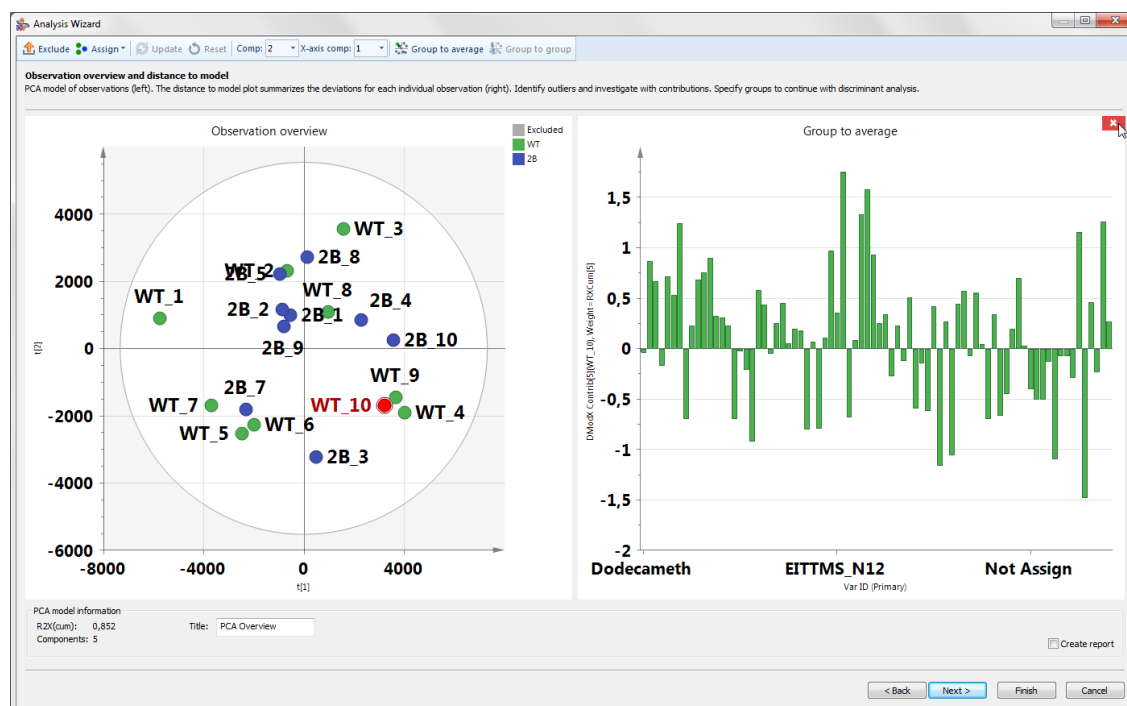 Analysis Wizard
Exclude Assign Update Reset Comp: 2 X-axis comp: 1 Group to average Group to group
Observation overview and distance to model
PCA model of observations (left). The distance to model plot summarizes the deviations for each individual observation (right). Identify outliers and investigate with contributions. Specify groups to continue with discriminant analysis.
Observation overview
Excluded
WT
2B
4000
2000
0
-2000
-4000
-6000
-8000 -4000 0 4000
t[2]
t[1]
WT_3
2B_8
WT_2
2B_5
WT_1
WT_8
2B_4
2B_2
2B_1
2B_10
2B_9
WT_9
2B_7
WT_7
WT_10
WT_4
WT_5
WT_6
2B_3
Group to average
1,5
1
0,5
0
-0,5
-1
-1,5
-2
DModX Contrib[5](WT_10), Weight = RXCum[5]
Dodecameth EITTMS_N12 Not Assign
Var ID (Primary)
PCA model information
R2X(cum): 0,852 Title: PCA Overview
Components: 5
Create report
< Back Next > Finish Cancel